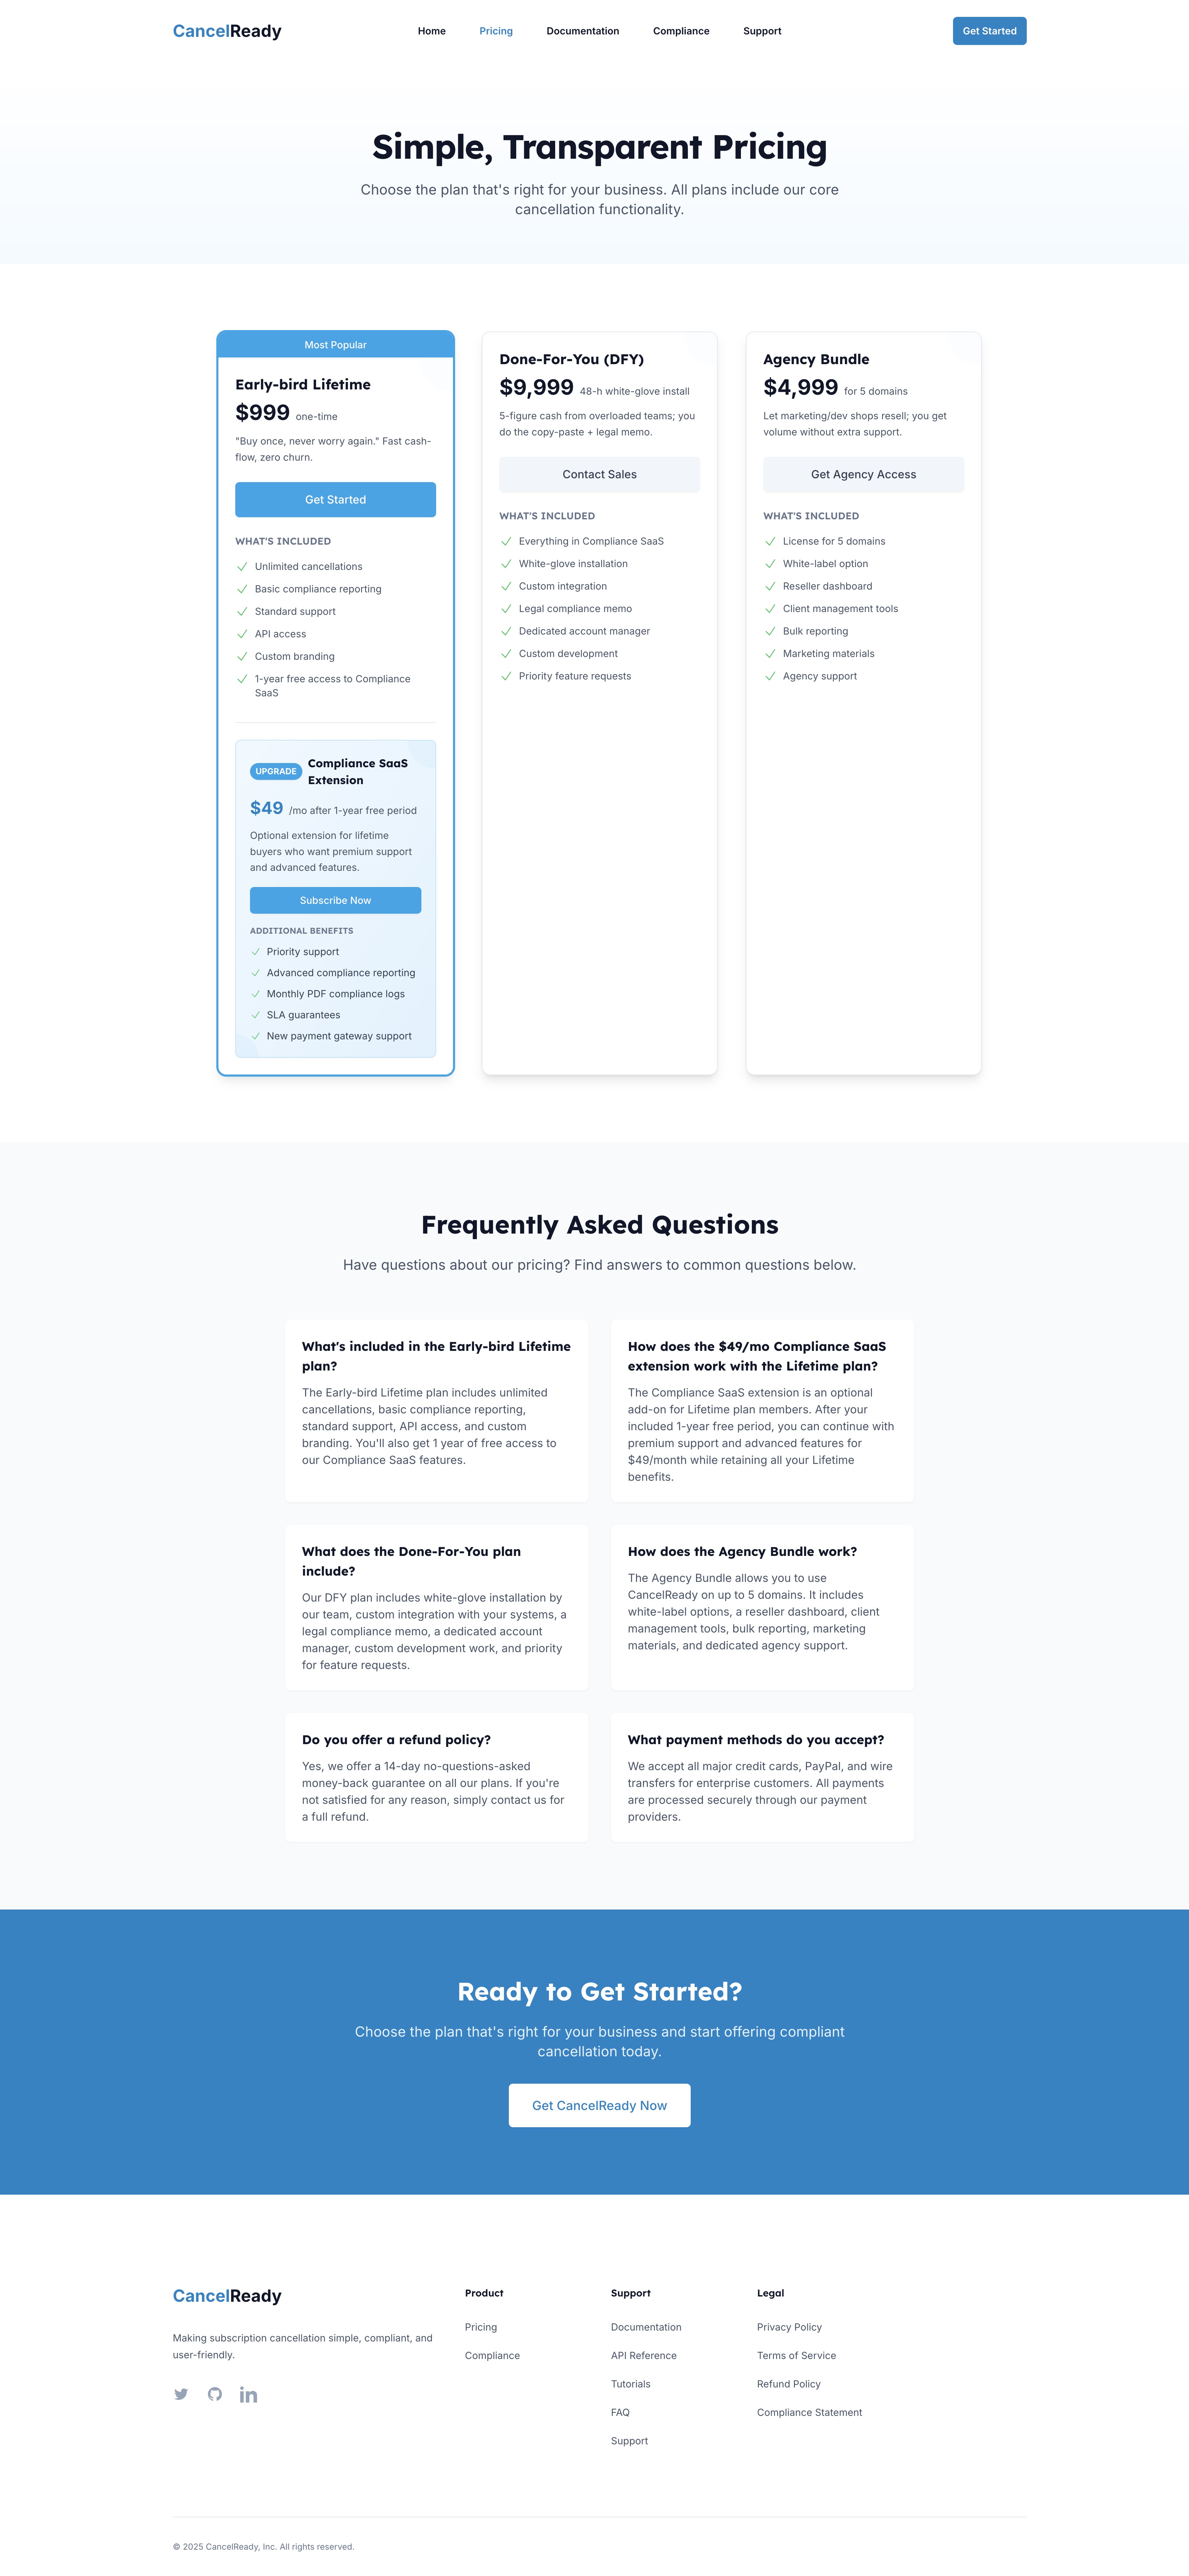 CancelReady
Home
Pricing
Documentation
Compliance
Support
Get Started
Simple, Transparent Pricing
Choose the plan that's right for your business. All plans include our core
cancellation functionality.
Most Popular
Early-bird Lifetime
$999 one-time
"Buy once, never worry again." Fast cash-
flow, zero churn.
Get Started
WHAT'S INCLUDED
Unlimited cancellations
Basic compliance reporting
Standard support
API access
Custom branding
1-year free access to Compliance
SaaS
UPGRADE
Compliance SaaS
Extension
$49 /mo after 1-year free period
Optional extension for lifetime
buyers who want premium support
and advanced features.
Subscribe Now
ADDITIONAL BENEFITS
Priority support
Advanced compliance reporting
Monthly PDF compliance logs
SLA guarantees
New payment gateway support
Done-For-You (DFY)
$9,999 48-h white-glove install
5-figure cash from overloaded teams; you
do the copy-paste + legal memo.
Contact Sales
WHAT'S INCLUDED
Everything in Compliance SaaS
White-glove installation
Custom integration
Legal compliance memo
Dedicated account manager
Custom development
Priority feature requests
Agency Bundle
$4,999 for 5 domains
Let marketing/dev shops resell; you get
volume without extra support.
Get Agency Access
WHAT'S INCLUDED
License for 5 domains
White-label option
Reseller dashboard
Client management tools
Bulk reporting
Marketing materials
Agency support
Frequently Asked Questions
Have questions about our pricing? Find answers to common questions below.
What's included in the Early-bird Lifetime
plan?
The Early-bird Lifetime plan includes unlimited
cancellations, basic compliance reporting,
standard support, API access, and custom
branding. You'll also get 1 year of free access to
our Compliance SaaS features.
How does the $49/mo Compliance SaaS
extension work with the Lifetime plan?
The Compliance SaaS extension is an optional
add-on for Lifetime plan members. After your
included 1-year free period, you can continue with
premium support and advanced features for
$49/month while retaining all your Lifetime
benefits.
What does the Done-For-You plan
include?
Our DFY plan includes white-glove installation by
our team, custom integration with your systems, a
legal compliance memo, a dedicated account
manager, custom development work, and priority
for feature requests.
How does the Agency Bundle work?
The Agency Bundle allows you to use
CancelReady on up to 5 domains. It includes
white-label options, a reseller dashboard, client
management tools, bulk reporting, marketing
materials, and dedicated agency support.
Do you offer a refund policy?
Yes, we offer a 14-day no-questions-asked
money-back guarantee on all our plans. If you're
not satisfied for any reason, simply contact us for
a full refund.
What payment methods do you accept?
We accept all major credit cards, PayPal, and wire
transfers for enterprise customers. All payments
are processed securely through our payment
providers.
Ready to Get Started?
Choose the plan that's right for your business and start offering compliant
cancellation today.
Get CancelReady Now
CancelReady
Making subscription cancellation simple, compliant, and
user-friendly.
Product
Pricing
Compliance
Support
Documentation
API Reference
Tutorials
FAQ
Support
Legal
Privacy Policy
Terms of Service
Refund Policy
Compliance Statement
© 2025 CancelReady, Inc. All rights reserved.